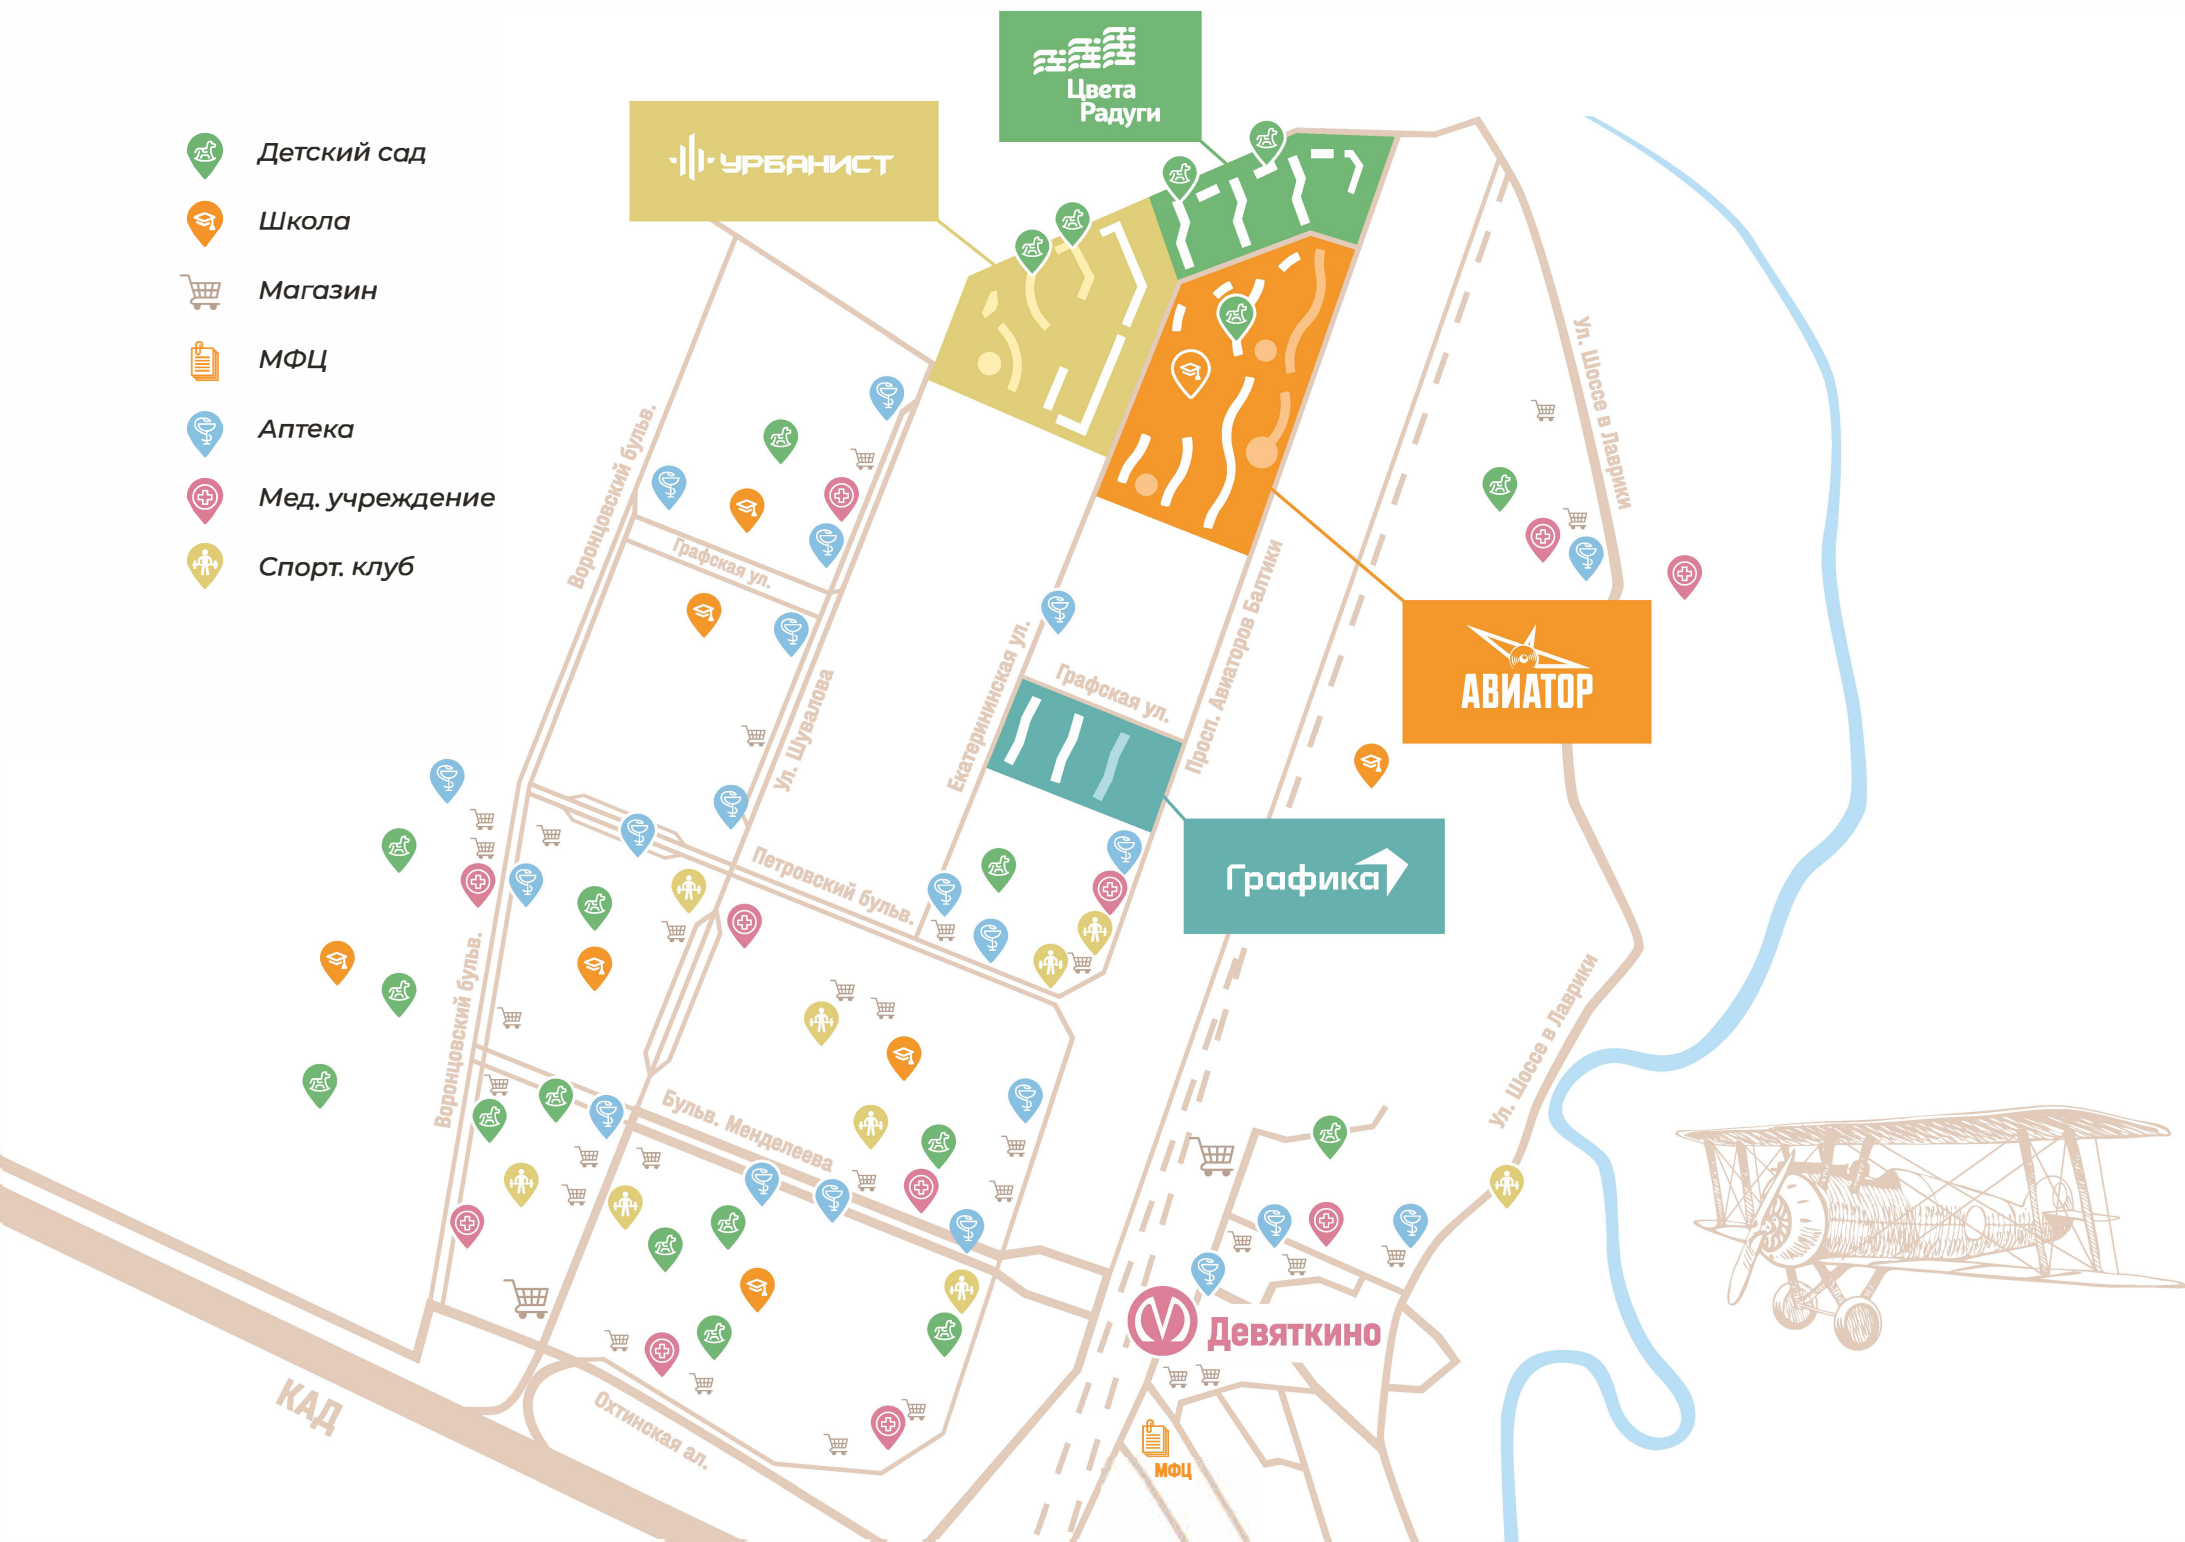 Цвета
Радуги
УРБАНИСТ
Детский сад
Школа
Магазин
МФЦ
Аптека
Мед. учреждение
Спорт. клуб
Воронцовский бульв.
Графская ул.
Ул. Шоссе в Лаврики
Просп. Авиаторов Балтики
Екатерининская ул.
Графская ул.
Ул. Шувалова
АВИАТОР
Графика
Петровский бульв.
Воронцовский бульв.
Ул. Шоссе в Лаврики
Бульв. Менделеева
Девяткино
КАД
Охтинская ал.
МФЦ